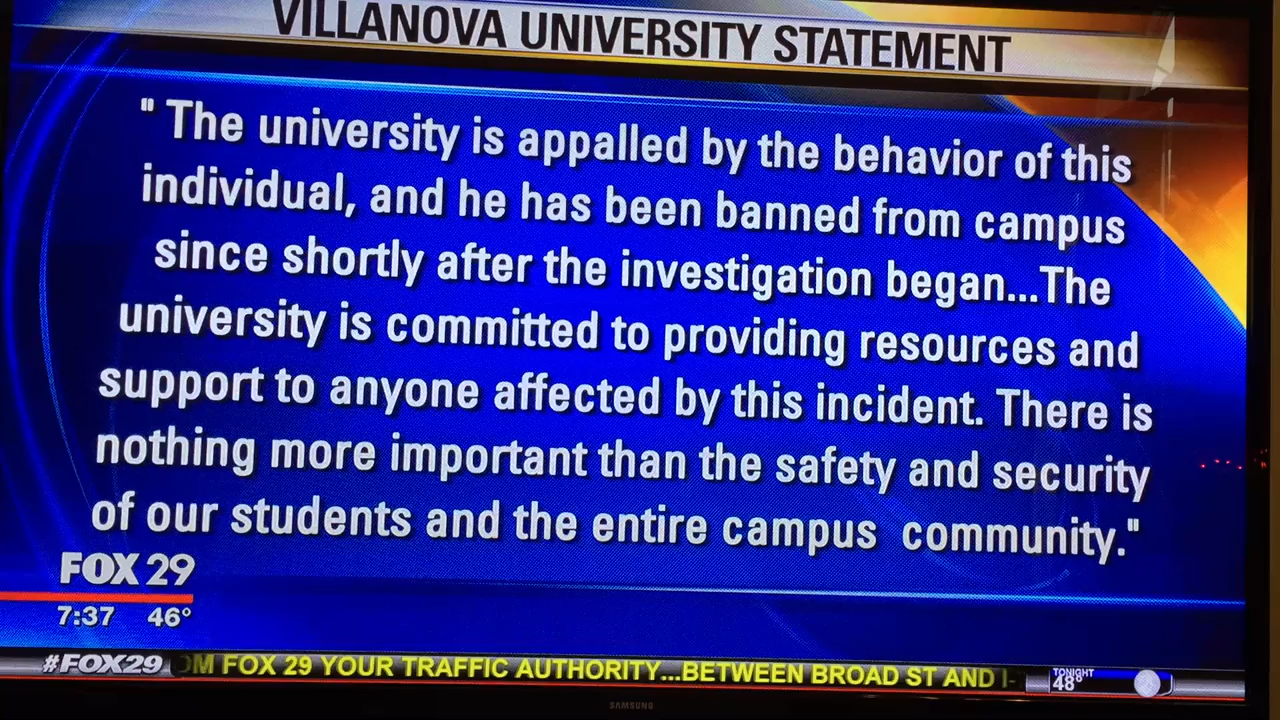 VILLANOVA UNIVERSITY STATEMENT
" The university is appalled by the behavior of this
individual, and he has been banned from campus
since shortly after the investigation began...The
university is committed to providing resources and
support to anyone affected by this incident. There is
nothing more important than the safety and security
of our students and the entire campus community."
FOX 29
7:37 46°
#FOX29 OM FOX 29 YOUR TRAFFIC AUTHORITY...BETWEEN BROAD ST AND I-
TONIGHT
48°
SAMSUNG